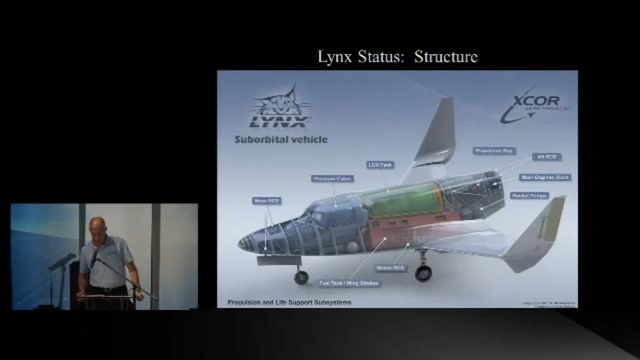 Lynx Status: Structure
LYNX
XCOR
Suborbital vehicle
Propulsion Bay
Aft RCS
LOX Tank
Main Engines (four)
Pressure Cabin
Rocket Pumps
Nose RCS
Fuel Tank / Wing Strakes
Propulsion and Life Support Subsystems